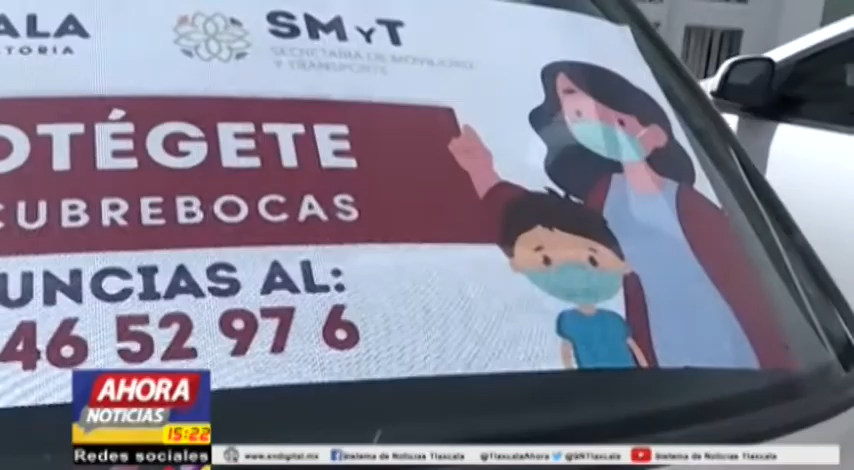 ALA
TORIA
SMYT
SECRETARÍA DE MOVILIDAD
Y TRANSPORTE
OTÉGETE
CUBREBOCAS
UNCIAS AL:
46 52 97 6
AHORA
NOTICIAS
15:22
Redes sociales
www.sndigital.mx Sistema de Noticias Tlaxcala @TlaxcalaAhora @SNTlaxcala Sistema de Noticias Tlaxcala